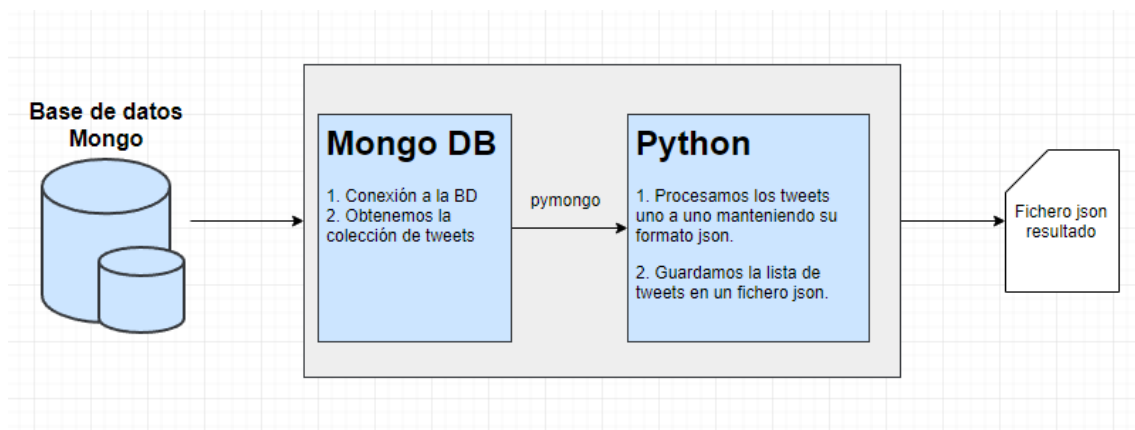 Base de datos
Mongo
Mongo DB
1. Conexión a la BD
2. Obtenemos la
colección de tweets
pymongo
Python
1. Procesamos los tweets
uno a uno manteniendo su
formato json.
2. Guardamos la lista de
tweets en un fichero json.
Fichero json
resultado